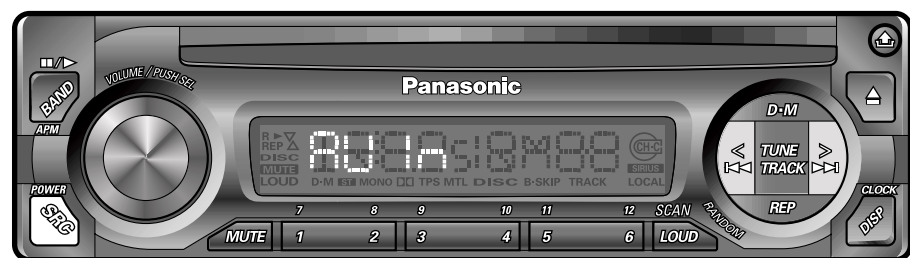 Panasonic
VOLUME / PUSH SEL
BAND
APM
POWER
SRC
AU In
R
REP
DISC
MUTE
LOUD
D·M ST MONO TPS MTL DISC B·SKIP TRACK LOCAL
CH-C
SIRIUS
D·M
TUNE
TRACK
REP
RANDOM
CLOCK
DISP
7 8 9 10 11 12 SCAN
MUTE 1 2 3 4 5 6 LOUD